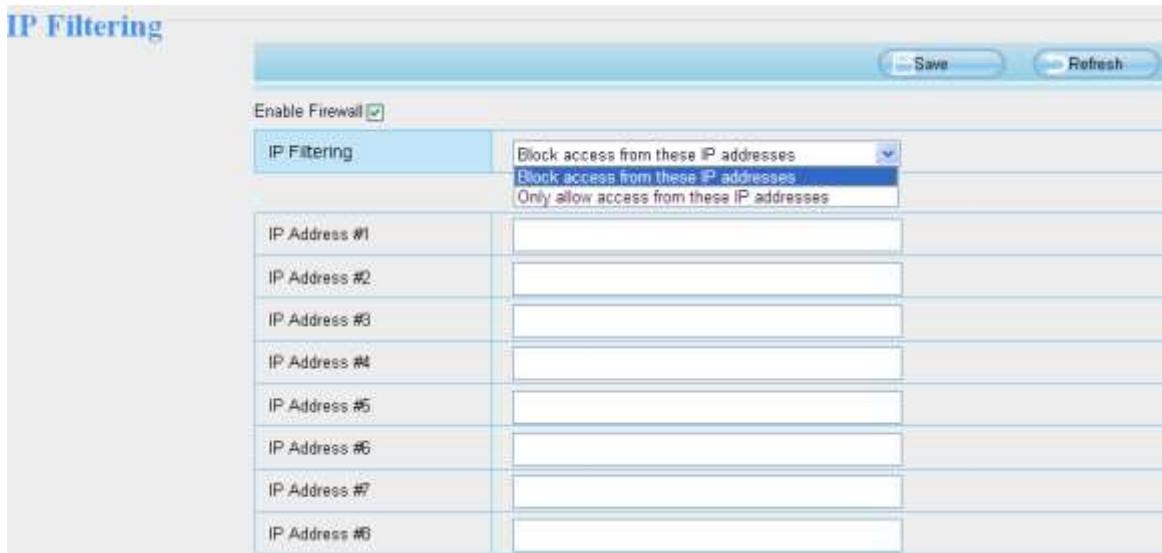 IP Filtering
Save Refresh
Enable Firewall
IP Filtering Block access from these IP addresses
Block access from these IP addresses
Only allow access from these IP addresses
IP Address #1
IP Address #2
IP Address #3
IP Address #4
IP Address #5
IP Address #6
IP Address #7
IP Address #8